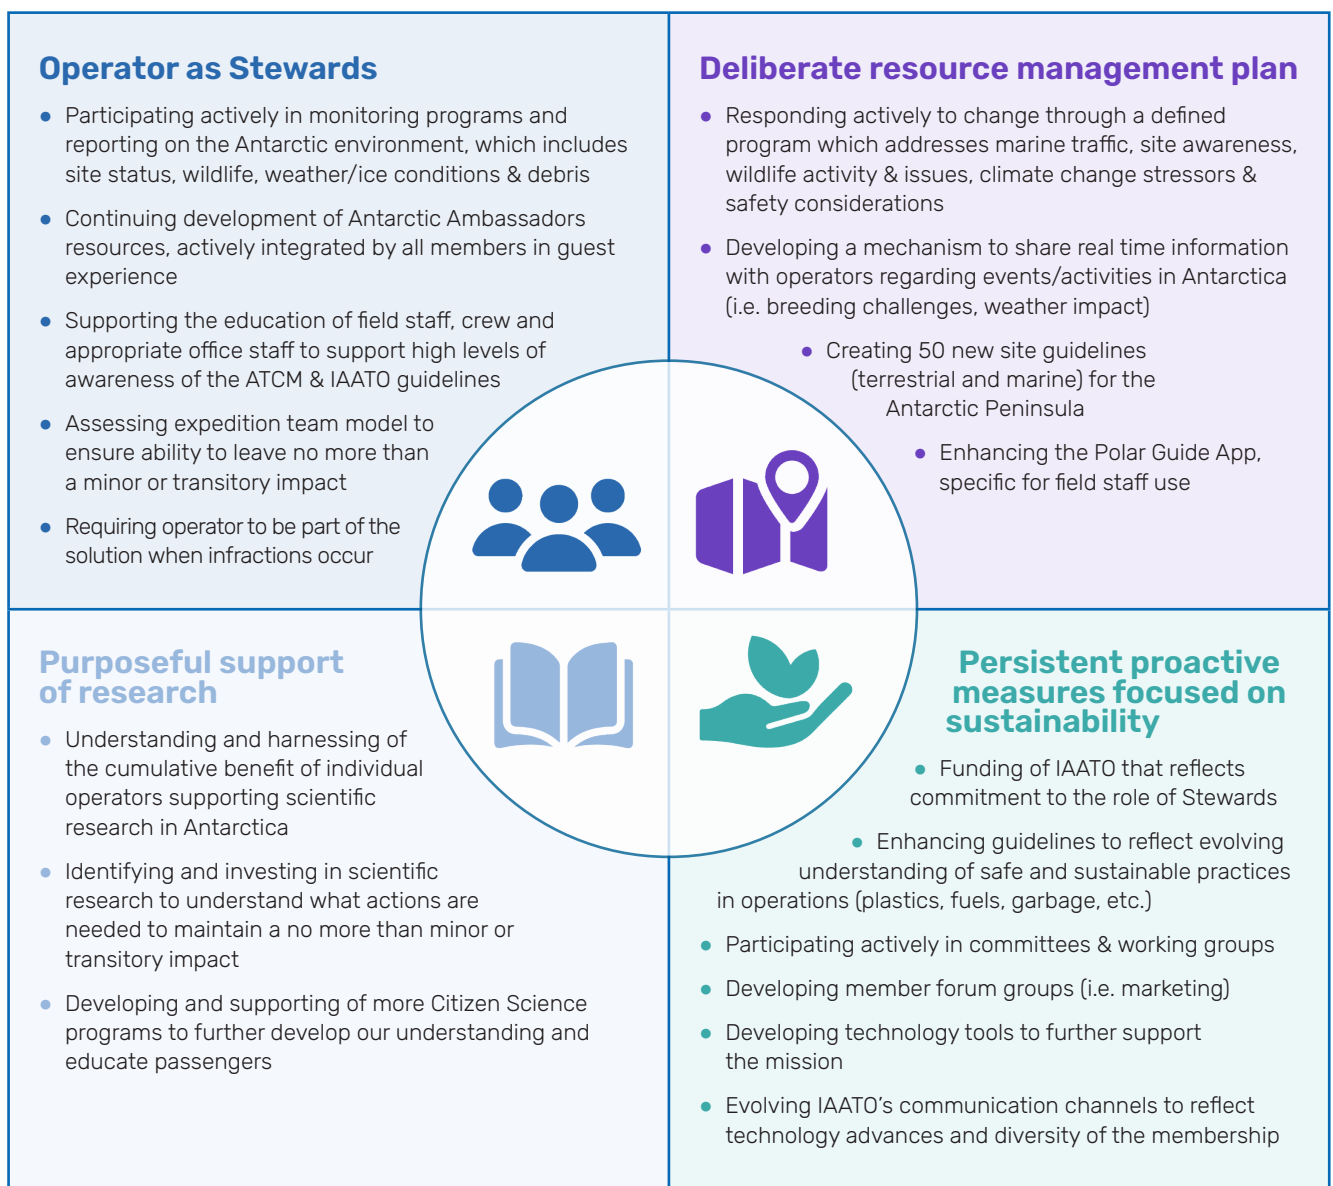 Operator as Stewards
● Participating actively in monitoring programs and
reporting on the Antarctic environment, which includes
site status, wildlife, weather/ice conditions & debris
● Continuing development of Antarctic Ambassadors
resources, actively integrated by all members in guest
experience
● Supporting the education of field staff, crew and
appropriate office staff to support high levels of
awareness of the ATCM & IAATO guidelines
● Assessing expedition team model to
ensure ability to leave no more than
a minor or transitory impact
● Requiring operator to be part of the
solution when infractions occur
Deliberate resource management plan
● Responding actively to change through a defined
program which addresses marine traffic, site awareness,
wildlife activity & issues, climate change stressors &
safety considerations
● Developing a mechanism to share real time information
with operators regarding events/activities in Antarctica
(i.e. breeding challenges, weather impact)
● Creating 50 new site guidelines
(terrestrial and marine) for the
Antarctic Peninsula
● Enhancing the Polar Guide App,
specific for field staff use
Purposeful support
of research
● Understanding and harnessing of
the cumulative benefit of individual
operators supporting scientific
research in Antarctica
● Identifying and investing in scientific
research to understand what actions are
needed to maintain a no more than minor or
transitory impact
● Developing and supporting of more Citizen Science
programs to further develop our understanding and
educate passengers
Persistent proactive
measures focused on
sustainability
● Funding of IAATO that reflects
commitment to the role of Stewards
● Enhancing guidelines to reflect evolving
understanding of safe and sustainable practices
in operations (plastics, fuels, garbage, etc.)
● Participating actively in committees & working groups
● Developing member forum groups (i.e. marketing)
● Developing technology tools to further support
the mission
● Evolving IAATO's communication channels to reflect
technology advances and diversity of the membership